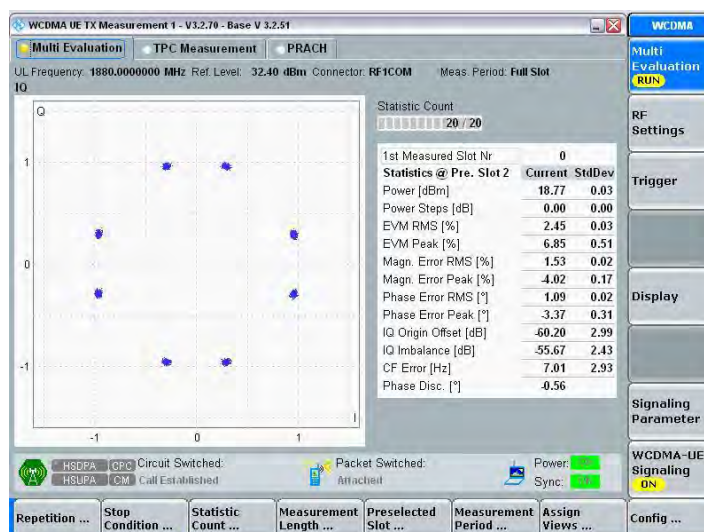 WCDMA UE TX Measurement 1 - V3.2.70 - Base V 3.2.51
WCDMA
Multi Evaluation TPC Measurement PRACH
UL Frequency: 1880.0000000 MHz Ref. Level: 32.40 dBm Connector: RF1COM Meas. Period: Full Slot
IQ
Q
1
0
-1
-1 0 1
I
Statistic Count
20 / 20
1st Measured Slot Nr 0
Statistics @ Pre. Slot 2 Current StdDev
Power [dBm] 18.77 0.03
Power Steps [dB] 0.00 0.00
EVM RMS [%] 2.45 0.03
EVM Peak [%] 6.85 0.51
Magn. Error RMS [%] 1.53 0.02
Magn. Error Peak [%] -4.02 0.17
Phase Error RMS [°] 1.09 0.02
Phase Error Peak [°] -3.37 0.31
IQ Origin Offset [dB] -60.20 2.99
IQ Imbalance [dB] -55.67 2.43
CF Error [Hz] 7.01 2.93
Phase Disc. [°] -0.56
Multi
Evaluation
RUN
RF
Settings
Trigger
Display
Signaling
Parameter
WCDMA-UE
Signaling
ON
HSDPA CPC Circuit Switched: Packet Switched: Power:
HSUPA CM Call Established Attached Sync:
Repetition ...
Stop
Condition ...
Statistic
Count ...
Measurement
Length ...
Preselected
Slot ...
Measurement
Period ...
Assign
Views ...
Config ...